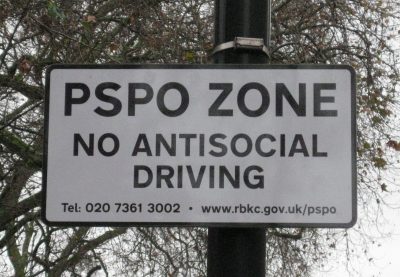 PSPO ZONE
NO ANTISOCIAL
DRIVING
Tel: 020 7361 3002 • www.rbkc.gov.uk/pspo